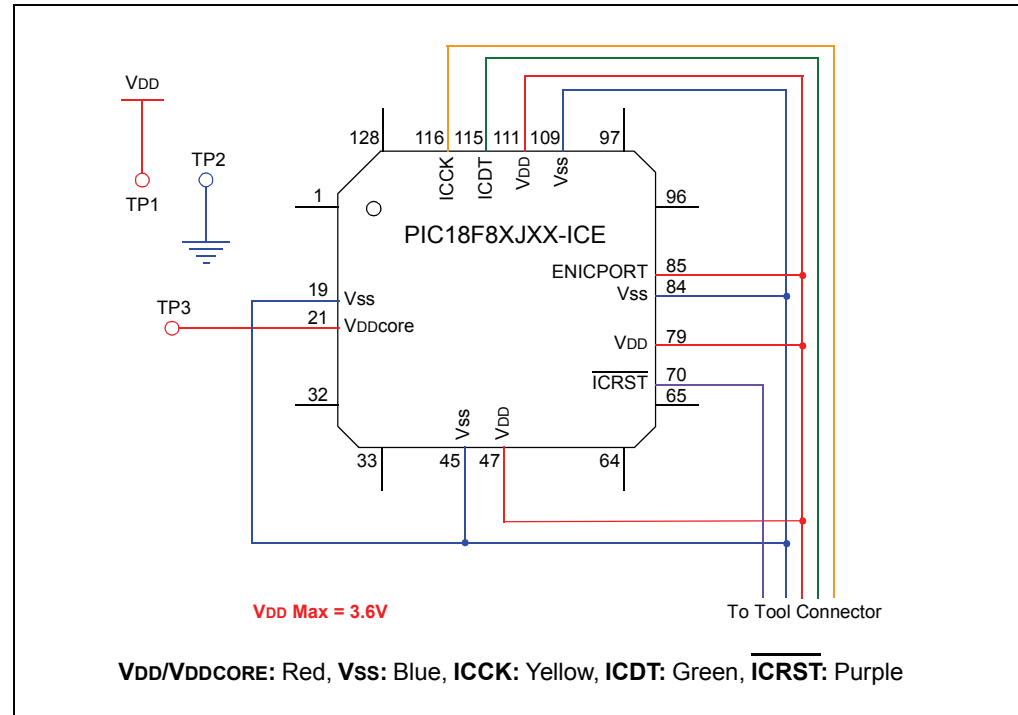 VDD
TP1
TP2
TP3
128 116 115 111 109 97
ICCK
ICDT
VDD
Vss
1
96
PIC18F8XJXX-ICE
ENICPORT 85
Vss 84
19 Vss
21 VDDcore
VDD 79
ICRST 70
32
65
Vss
VDD
33 45 47 64
VDD Max = 3.6V
To Tool Connector
VDD/VDDCORE: Red, VSS: Blue, ICCK: Yellow, ICDT: Green, ICRST: Purple